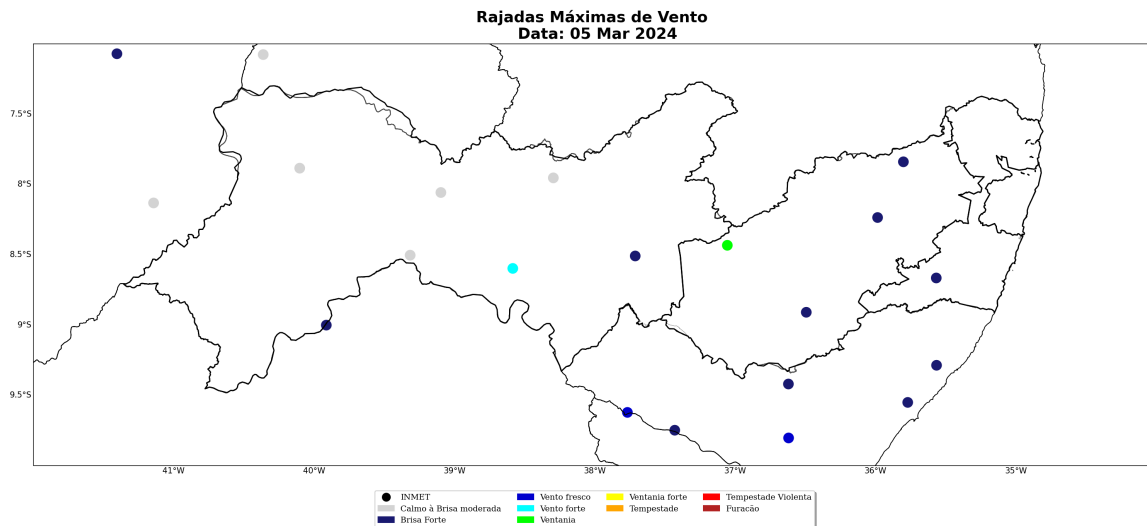 Rajadas Máximas de Vento
Data: 05 Mar 2024
7.5°S
8°S
8.5°S
9°S
9.5°S
41°W
40°W
39°W
38°W
37°W
36°W
35°W
INMET
Calmo à Brisa moderada
Brisa Forte
Vento fresco
Vento forte
Ventania
Ventania forte
Tempestade
Tempestade Violenta
Furacão